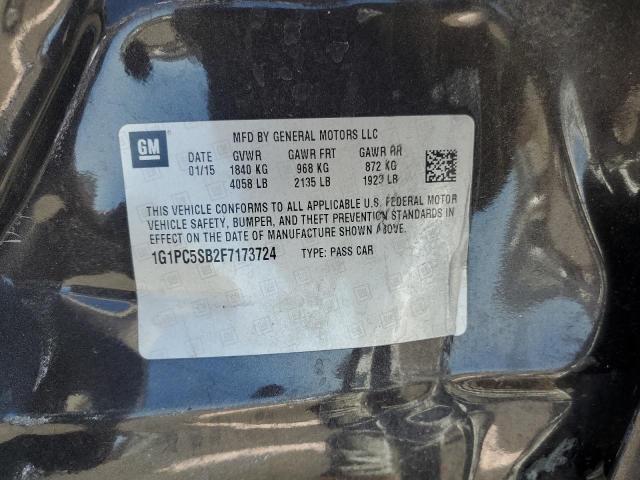 GM
MFD BY GENERAL MOTORS LLC
DATE GVWR GAWR FRT GAWR RR
01/15 1840 KG 968 KG 872 KG
4058 LB 2135 LB 1923 LB
THIS VEHICLE CONFORMS TO ALL APPLICABLE U.S. FEDERAL MOTOR
VEHICLE SAFETY, BUMPER, AND THEFT PREVENTION STANDARDS IN
EFFECT ON THE DATE OF MANUFACTURE SHOWN ABOVE.
1G1PC5SB2F7173724 TYPE: PASS CAR